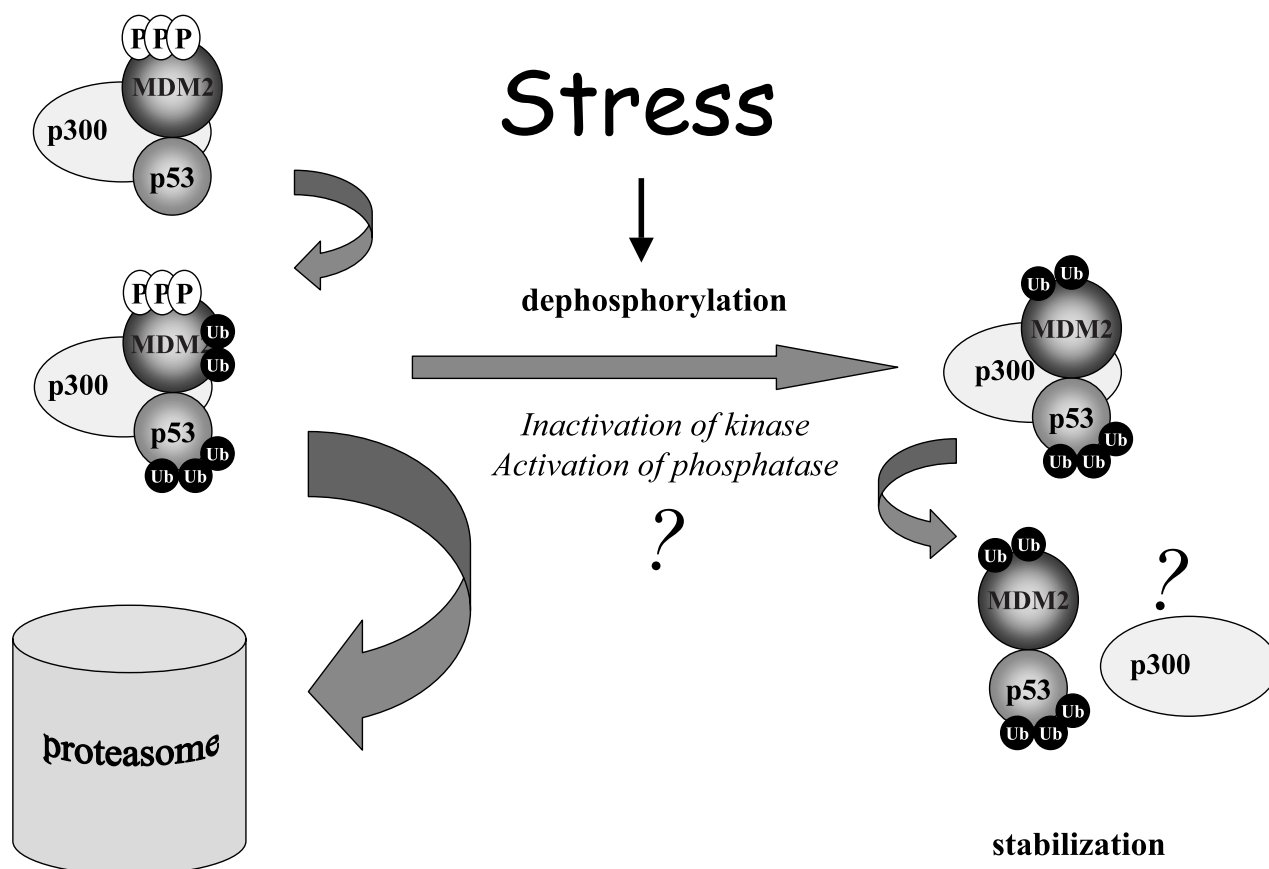 P P P
MDM2
p300
p53
Stress
P P P
MDM2
Ub
Ub
p300
p53
Ub
Ub
Ub
dephosphorylation
Inactivation of kinase
Activation of phosphatase
?
Ub
Ub
MDM2
p300
p53
Ub
Ub
Ub
Ub
Ub
MDM2
?
p300
p53
Ub
Ub
Ub
proteasome
stabilization